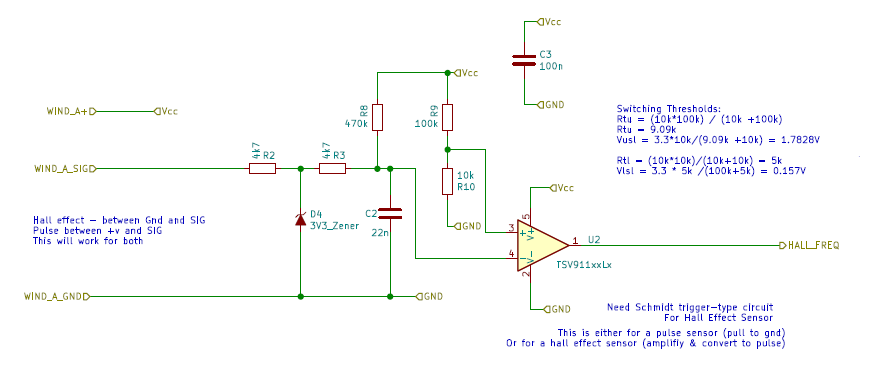 Vcc
C3
100n
GND
Vcc
WIND_A+
Vcc
R8
470k
R9
100k
Switching Thresholds:
Rtu = (10k*100k) / (10k +100k)
Rtu = 9.09k
Vusl = 3.3*10k/(9.09k +10k) = 1.7828V
Rtl = (10k*10k)/(10k+10k) = 5k
Vlsl = 3.3 * 5k /(100k+5k) = 0.157V
4k7
R2
4k7
R3
WIND_A_SIG
10k
R10
Vcc
Hall effect - between Gnd and SIG
Pulse between +v and SIG
This will work for both
D4
3V3_Zener
C2
22n
GND
5
V+
3
+
4
-
V-
2
1
U2
TSV911xxLx
HALL_FREQ
WIND_A_GND
GND
GND
Need Schmidt trigger-type circuit
For Hall Effect Sensor
This is either for a pulse sensor (pull to gnd)
Or for a hall effect sensor (amplifiy & convert to pulse)